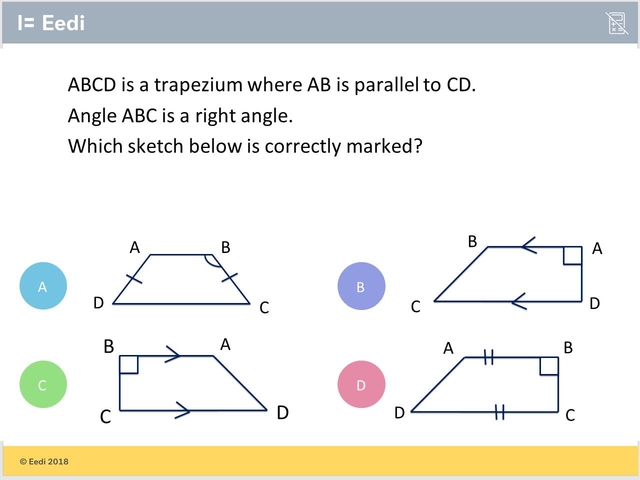 Eedi
ABCD is a trapezium where AB is parallel to CD.
Angle ABC is a right angle.
Which sketch below is correctly marked?
A
A
B
D
C
B
B
A
C
D
C
B
A
C
D
D
A
B
D
C
© Eedi 2018